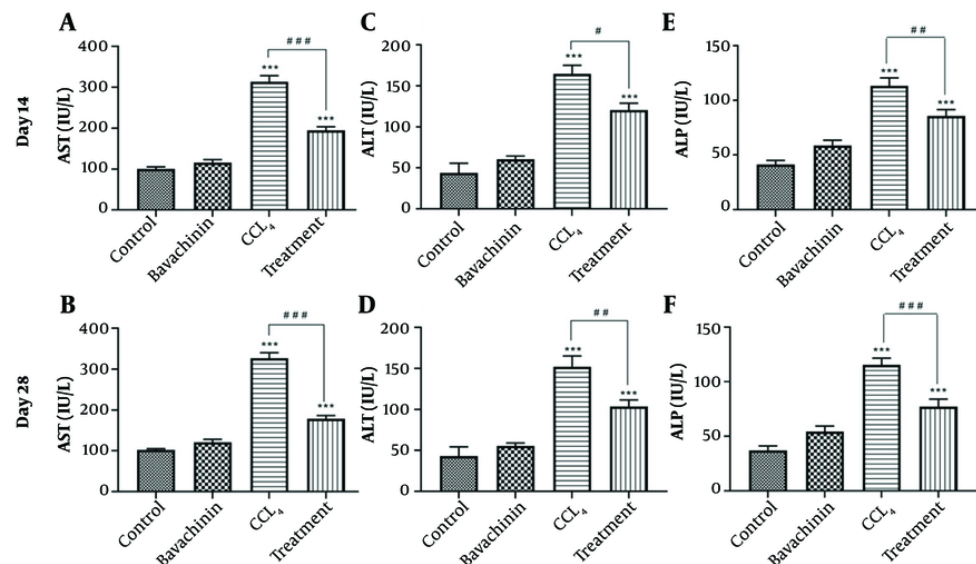 A
###
400
300
200
100
0
AST (IU/L)
***
***
Control
Bavachinin
CCL₄
Treatment
C
#
200
150
100
50
0
ALT (IU/L)
***
***
Control
Bavachinin
CCL₄
Treatment
E
##
150
100
50
0
ALP (IU/L)
***
***
Control
Bavachinin
CCL₄
Treatment
Day 14
B
###
400
300
200
100
0
AST (IU/L)
***
***
Control
Bavachinin
CCL₄
Treatment
D
##
200
150
100
50
0
ALT (IU/L)
***
***
Control
Bavachinin
CCL₄
Treatment
F
###
150
100
50
0
ALP (IU/L)
***
***
Control
Bavachinin
CCL₄
Treatment
Day 28